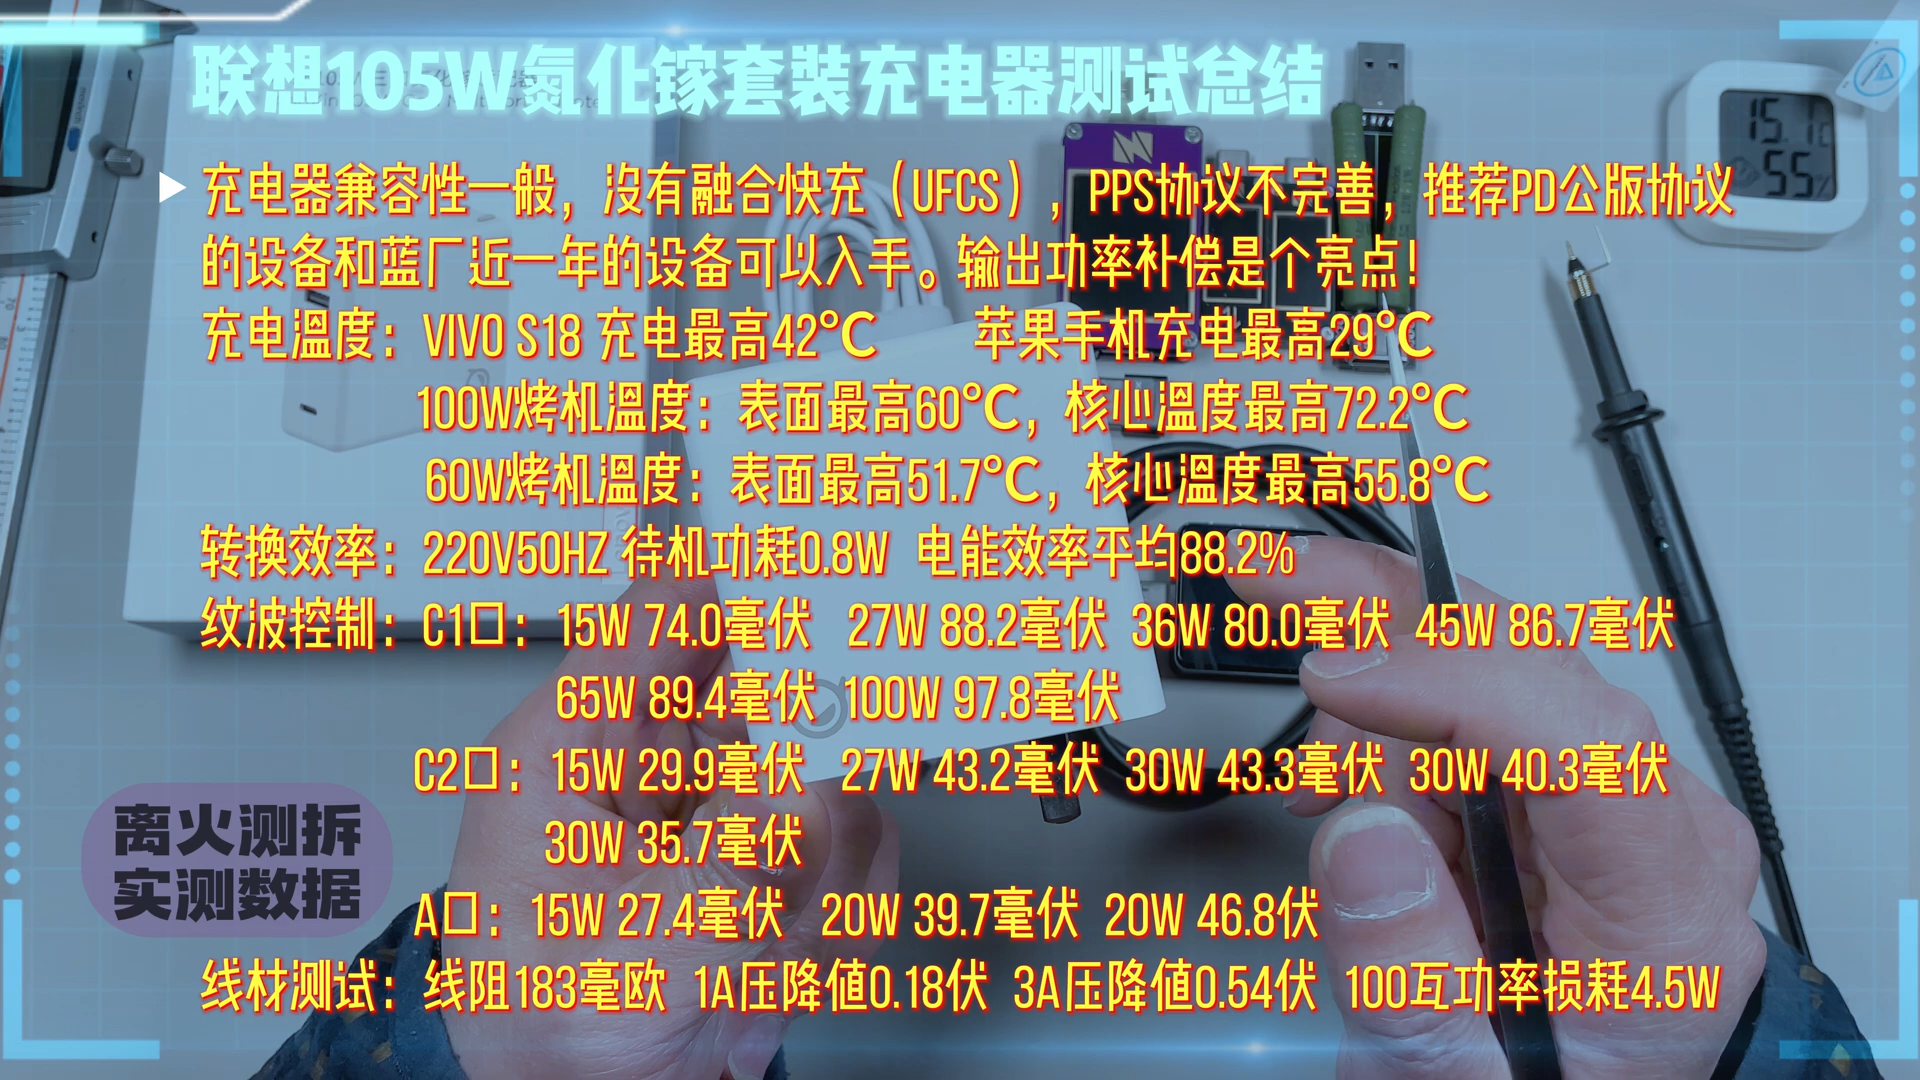 联想105W氮化镓套装充电器测试总结
充电器兼容性一般，没有融合快充（UFCS），PPS协议不完善，推荐PD公版协议
的设备和蓝厂近一年的设备可以入手。输出功率补偿是个亮点！
充电温度：VIVO S18 充电最高42℃ 苹果手机充电最高29℃
100W烤机温度：表面最高60℃，核心温度最高72.2℃
60W烤机温度：表面最高51.7℃，核心温度最高55.8℃
转换效率：220V50HZ 待机功耗0.8W 电能效率平均88.2%
纹波控制：C1口：15W 74.0毫伏 27W 88.2毫伏 36W 80.0毫伏 45W 86.7毫伏
65W 89.4毫伏 100W 97.8毫伏
C2口：15W 29.9毫伏 27W 43.2毫伏 30W 43.3毫伏 30W 40.3毫伏
30W 35.7毫伏
A口：15W 27.4毫伏 20W 39.7毫伏 20W 46.8伏
线材测试：线阻183毫欧 1A压降值0.18伏 3A压降值0.54伏 100瓦功率损耗4.5W
离火测拆
实测数据
15.1℃
55%